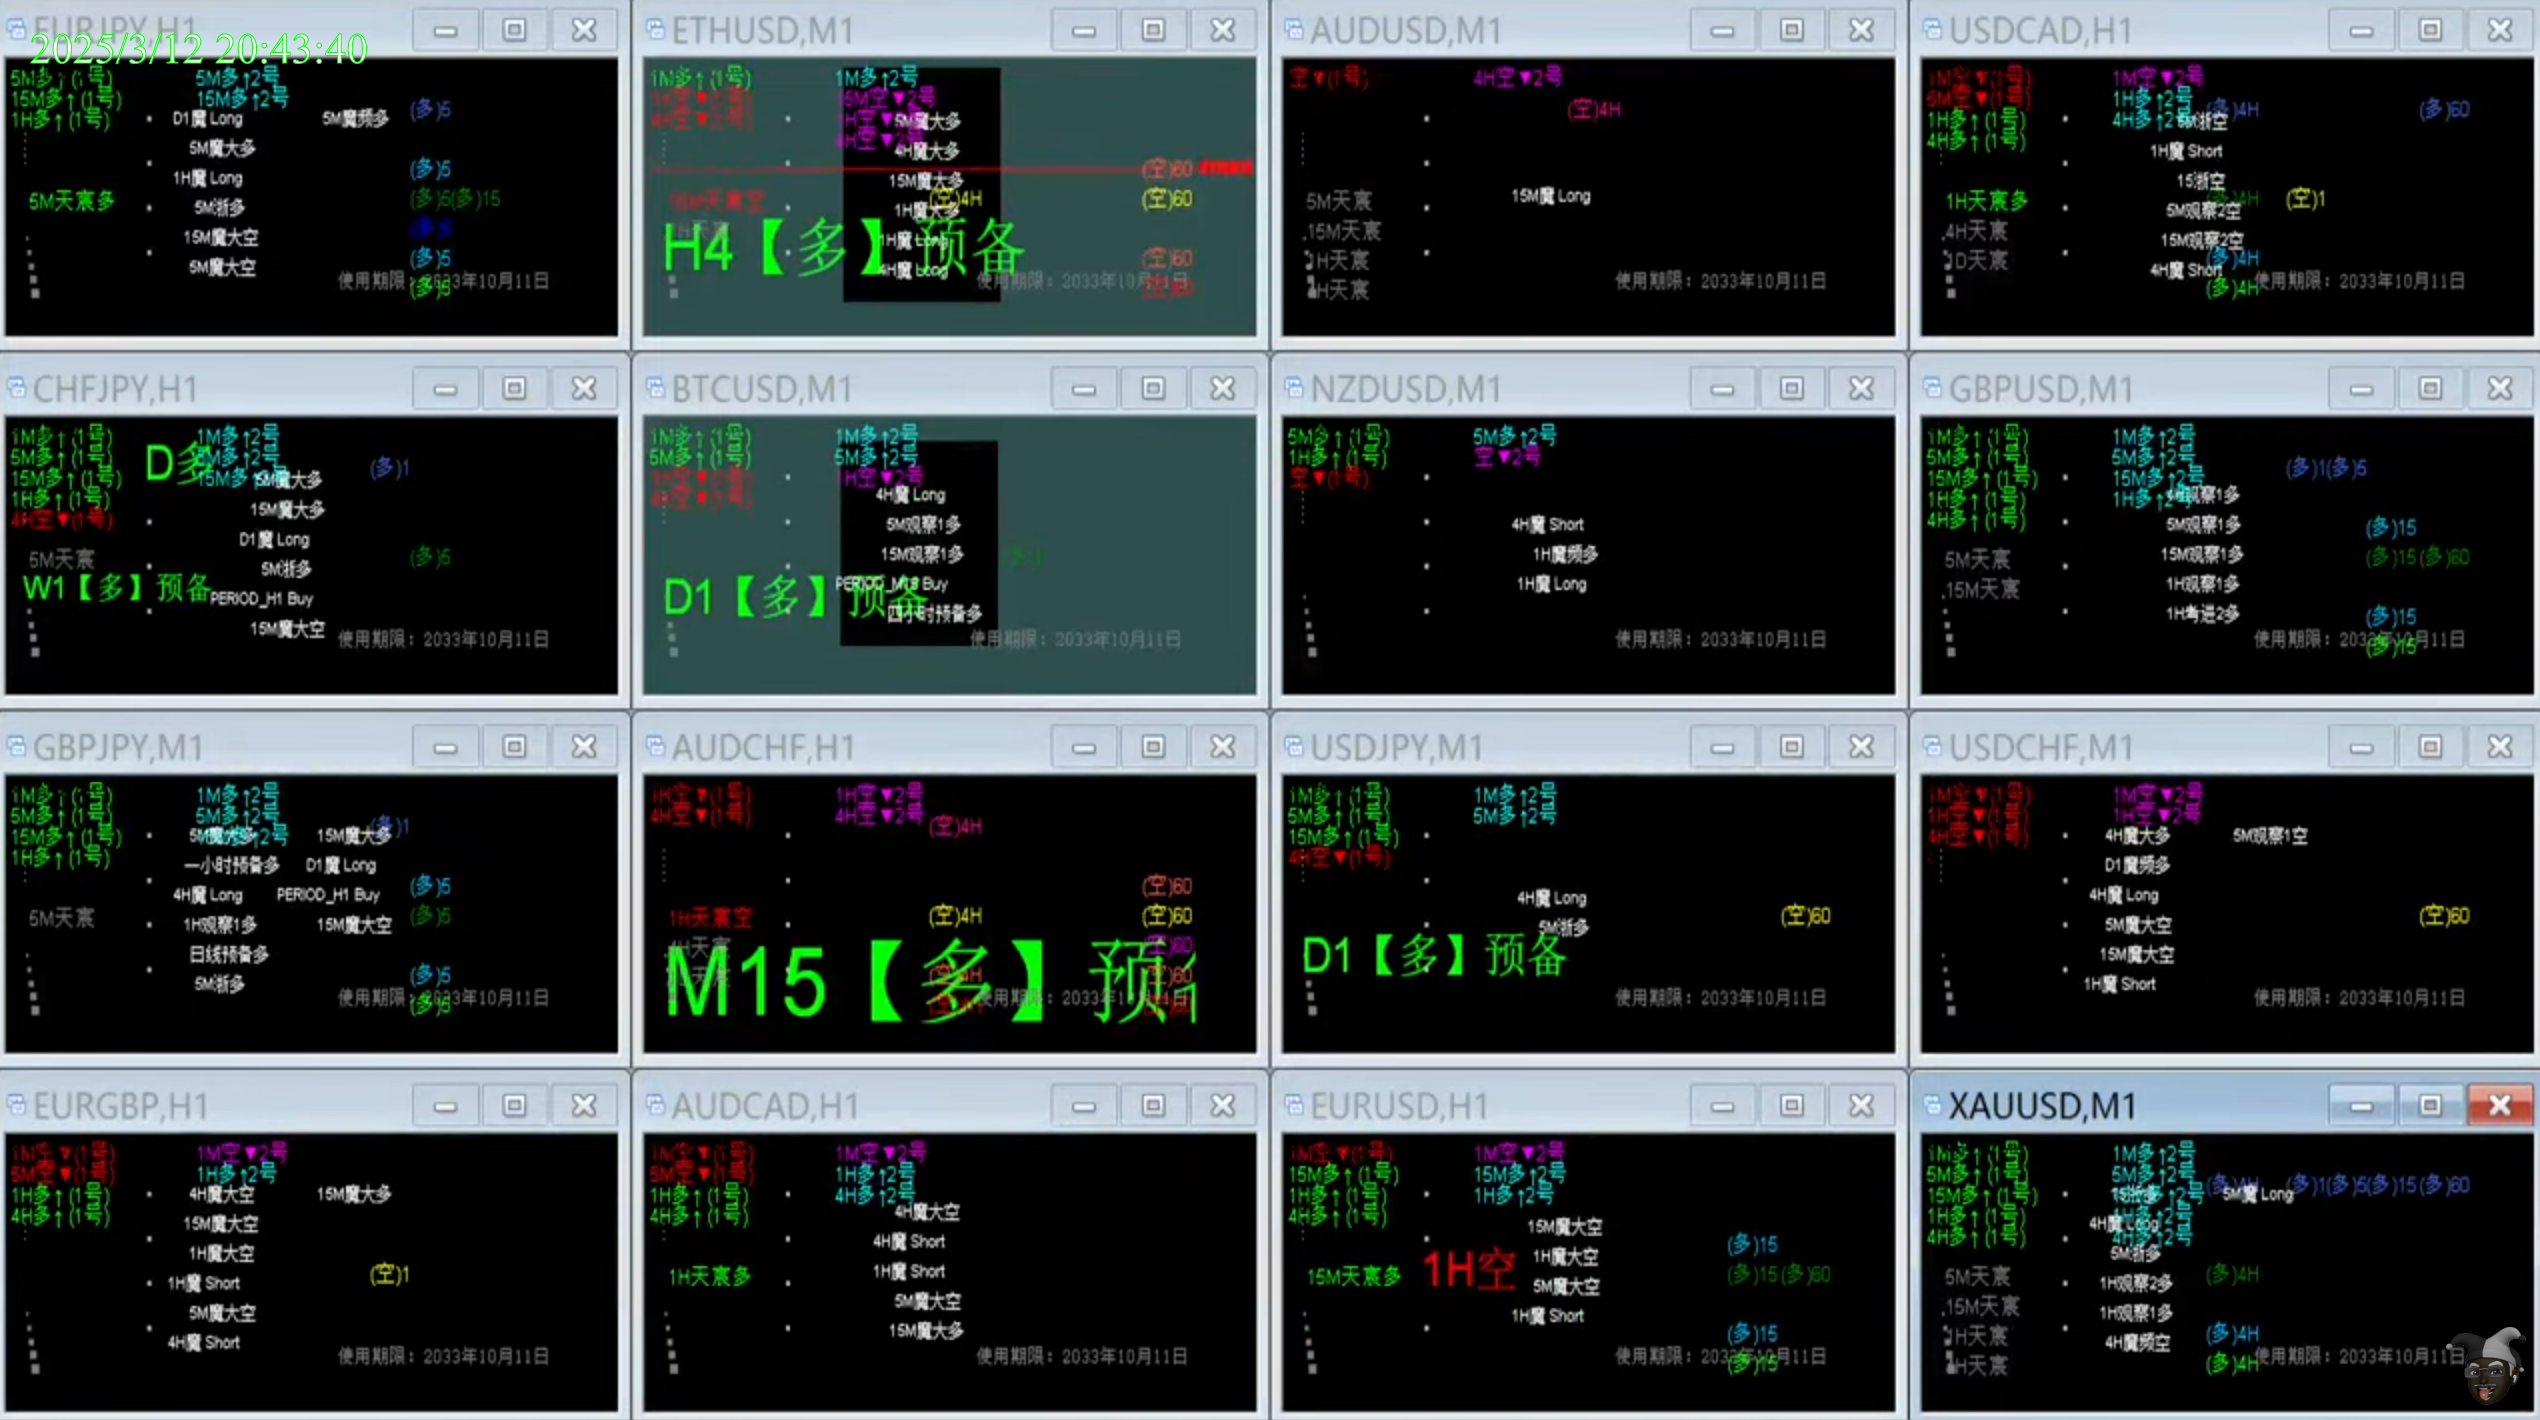 EURJPY,H1
2025/3/12 20:43:40
5M多↑(1号) 5M多↑2号
15M多↑(1号) 15M多↑2号
1H多↑(1号)
D1魔 Long 5M魔频多 (多)5
5M魔大多
1H魔 Long (多)5
5M天宸多 5M浙多 (多)5(多)15
15M魔大空
5M魔大空 (多)5
使用期限：2033年10月11日
(多)5
ETHUSD,M1
1M多↑(1号) 1M多↑2号
5M空▼2号
5M魔大多
4H魔大多
15M魔大多 (空)60
(空)4H (空)60
1H魔大多
H4【多】预备
1H魔 Long
4H魔 Long (空)60
使用期限：2033年10月11日
AUDUSD,M1
空▼(1号) 4H空▼2号
(空)4H
5M天宸 15M魔 Long
15M天宸
1H天宸
4H天宸
使用期限：2033年10月11日
USDCAD,H1
1M空▼(1号) 1M空▼2号
5M空▼(1号) 1H多↑2号
1H多↑(1号) 4H多↑2号 (多)4H (多)60
4H多↑(1号)
5M浙空
1H魔 Short
15浙空
1H天宸多 (多)4H (空)1
5M观察2空
4H天宸 15M观察2空
1D天宸 (多)4H
4H魔 Short
使用期限：2033年10月11日
(多)4H
CHFJPY,H1
1M多↑(1号) 1M多↑2号
5M多↑(1号) 5M多↑2号
15M多↑(1号) 15M多↑2号
1H多↑(1号)
4H空▼(1号)
D多 (多)1
5M魔大多
15M魔大多
D1魔 Long
5M天宸 (多)5
5M浙多
W1【多】预备
PERIOD_H1 Buy
15M魔大空
使用期限：2033年10月11日
BTCUSD,M1
1M多↑(1号) 1M多↑2号
5M多↑(1号) 5M多↑2号
1H空▼(1号) 1H空▼2号
4H空▼(1号)
4H魔 Long
5M观察1多
15M观察1多
D1【多】预备
PERIOD_M15 Buy
四小时预备多
使用期限：2033年10月11日
NZDUSD,M1
5M多↑(1号) 5M多↑2号
1H多↑(1号) 空▼2号
空▼(1号)
4H魔 Short
1H魔频多
1H魔 Long
使用期限：2033年10月11日
GBPUSD,M1
1M多↑(1号) 1M多↑2号
5M多↑(1号) 5M多↑2号
15M多↑(1号) 15M多↑2号
1H多↑(1号) 1H多↑2号
4H多↑(1号)
(多)1(多)5
5M观察1多 (多)15
5M天宸 15M观察1多 (多)15(多)60
15M天宸 1H观察1多
1H考进2多 (多)15
使用期限：2033年10月11日
(多)15
GBPJPY,M1
1M多↑(1号) 1M多↑2号
5M多↑(1号) 5M多↑2号
15M多↑(1号) 15M多↑2号
1H多↑(1号)
5M魔大多 15M魔大多 (多)1
一小时预备多 D1魔 Long
4H魔 Long PERIOD_H1 Buy (多)5
5M天宸 1H观察1多 15M魔大空 (多)5
日线预备多
5M浙多 (多)5
使用期限：2033年10月11日
(多)5
AUDCHF,H1
1H空▼(1号) 1H空▼2号
4H空▼(1号) 4H空▼2号
(空)4H
(空)60
1H天宸空 (空)4H (空)60
4H天宸 (空)60
M15【多】预
(空)4H (空)60
使用期限：2033年10月11日
USDJPY,M1
1M多↑(1号) 1M多↑2号
5M多↑(1号) 5M多↑2号
15M多↑(1号)
4H空▼(1号)
4H魔 Long
(空)60
5M浙多
D1【多】预备
使用期限：2033年10月11日
USDCHF,M1
1M空▼(1号) 1M空▼2号
1H空▼(1号) 1H空▼2号
4H空▼(1号)
4H魔大多 5M观察1空
D1魔频多
4H魔 Long
5M魔大空 (空)60
15M魔大空
1H魔 Short
使用期限：2033年10月11日
EURGBP,H1
1M空▼(1号) 1M空▼2号
5M空▼(1号) 1H多↑2号
1H多↑(1号)
4H多↑(1号)
4H魔大空 15M魔大多
15M魔大空
1H魔大空
1H魔 Short (空)1
5M魔大空
4H魔 Short
使用期限：2033年10月11日
AUDCAD,H1
1M空▼(1号) 1M空▼2号
5M空▼(1号) 1H多↑2号
1H多↑(1号) 4H多↑2号
4H多↑(1号)
4H魔大空
4H魔 Short
1H天宸多 1H魔 Short
5M魔大空
15M魔大多
使用期限：2033年10月11日
EURUSD,H1
1M空▼(1号) 1M空▼2号
15M多↑(1号) 15M多↑2号
1H多↑(1号) 1H多↑2号
4H多↑(1号)
15M魔大空 (多)15
1H魔大空
15M天宸多 1H空 (多)15(多)60
5M魔大空
1H魔 Short (多)15
使用期限：2033年10月11日
(多)15
XAUUSD,M1
1M多↑(1号) 1M多↑2号
5M多↑(1号) 5M多↑2号
15M多↑(1号)
1H多↑(1号) 1H多↑2号
4H多↑(1号) 4H多↑2号
(多)4H (多)1(多)5(多)15(多)60
5M魔 Long
4H魔 Long
5M浙多
5M天宸 1H观察2多 (多)4H
15M天宸 1H观察1多
1H天宸 4H魔频空 (多)4H
4H天宸 (多)4H
使用期限：2033年10月11日